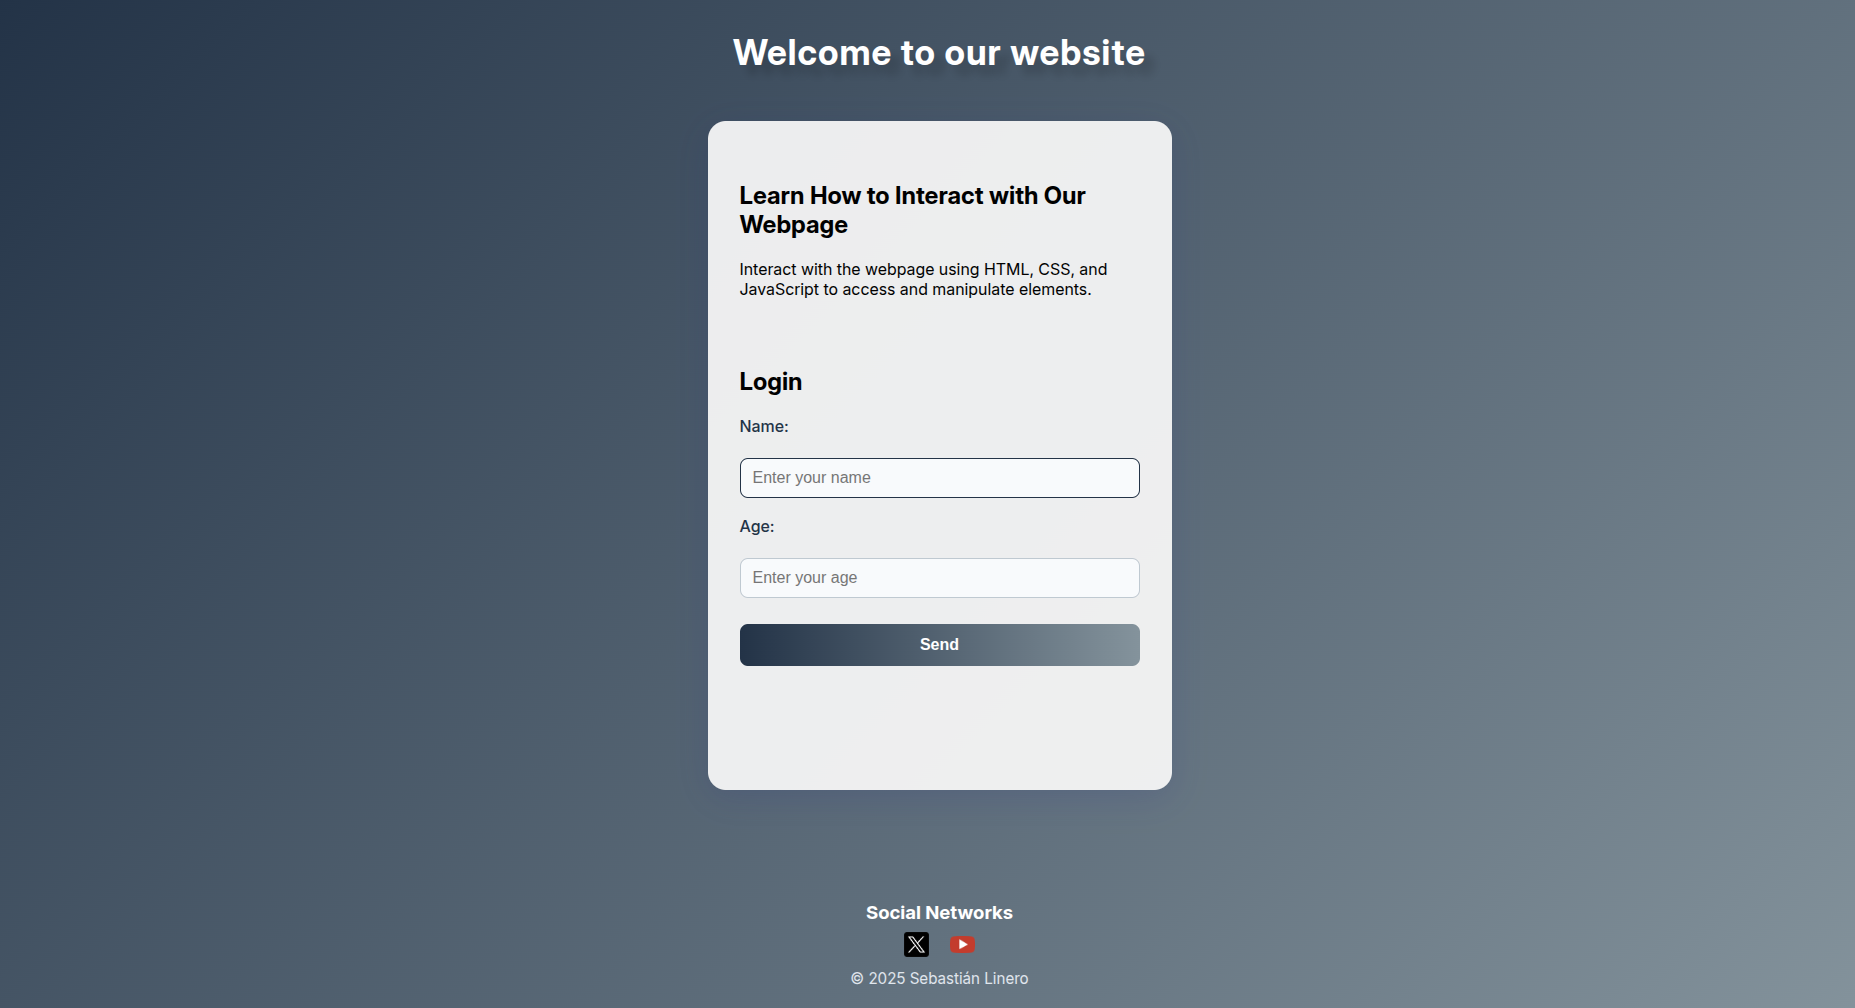 Welcome to our website
Learn How to Interact with Our
Webpage
Interact with the webpage using HTML, CSS, and
JavaScript to access and manipulate elements.
Login
Name:
Enter your name
Age:
Enter your age
Send
Social Networks
© 2025 Sebastián Linero